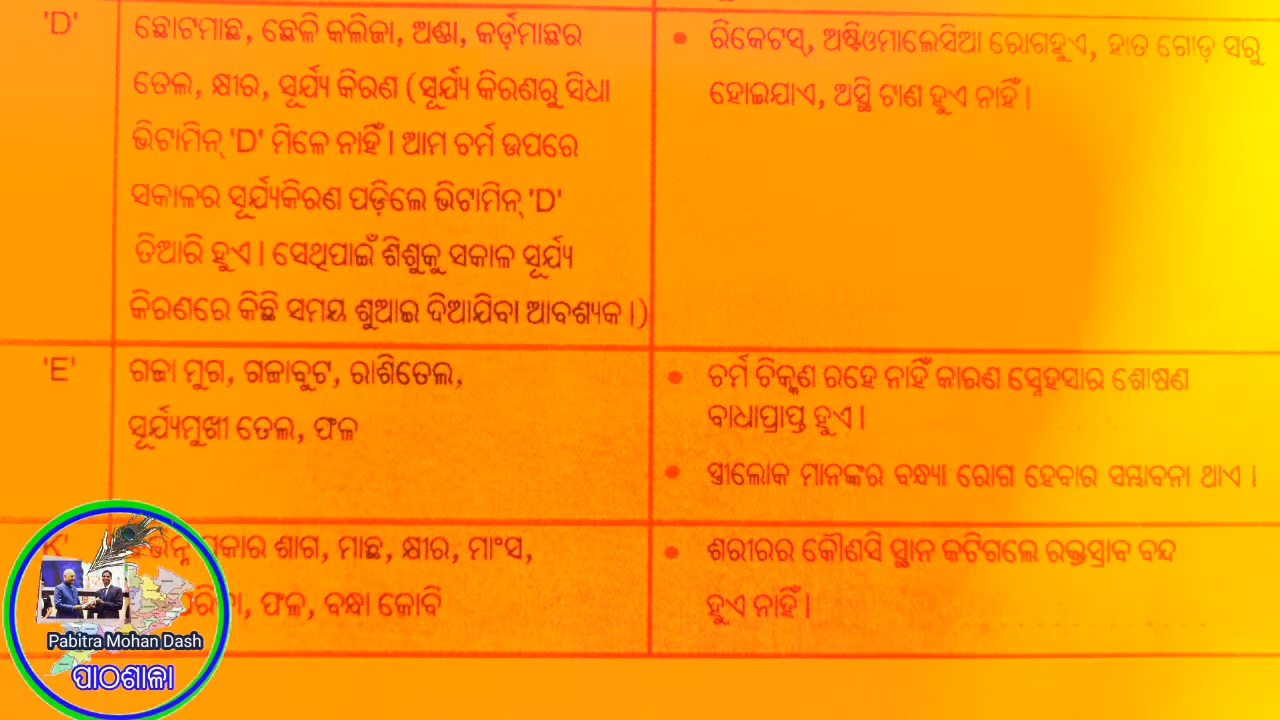 'D'
ଛୋଟମାଛ, ଛେଳି କଲିଜା, ଅଣ୍ଡା, କର୍ଡ଼ମାଛର
ତେଲ, କ୍ଷୀର, ସୂର୍ଯ୍ୟ କିରଣ (ସୂର୍ଯ୍ୟ କିରଣରୁ ସିଧା
ଭିଟାମିନ୍ 'D' ମିଳେ ନାହିଁ । ଆମ ଚର୍ମ ଉପରେ
ସକାଳର ସୂର୍ଯ୍ୟକିରଣ ପଡ଼ିଲେ ଭିଟାମିନ୍ 'D'
ତିଆରି ହୁଏ । ସେଥିପାଇଁ ଶିଶୁକୁ ସକାଳ ସୂର୍ଯ୍ୟ
କିରଣରେ କିଛି ସମୟ ଶୁଆଇ ଦିଆଯିବା ଆବଶ୍ୟକ ।)
• ରିକେଟସ୍, ଅଷ୍ଟିଓମାଲେସିଆ ରୋଗହୁଏ, ହାତ ଗୋଡ଼ ସରୁ
ହୋଇଯାଏ, ଅସ୍ଥି ଟାଣ ହୁଏ ନାହିଁ ।
'E'
ଗଜା ମୁଗ, ଗଜାବୁଟ, ରାଶିତେଲ,
ସୂର୍ଯ୍ୟମୁଖୀ ତେଲ, ଫଳ
• ଚର୍ମ ଚିକ୍କଣ ରହେ ନାହିଁ କାରଣ ସ୍ନେହସାର ଶୋଷଣ
ବାଧାପ୍ରାପ୍ତ ହୁଏ ।
• ସ୍ତ୍ରୀଲୋକ ମାନଙ୍କର ବନ୍ଧ୍ୟା ରୋଗ ହେବାର ସମ୍ଭାବନା ଥାଏ ।
ଶାଗ, ମାଛ, କ୍ଷୀର, ମାଂସ,
ଫଳ, ବନ୍ଧା କୋବି
• ଶରୀରର କୌଣସି ସ୍ଥାନ କଟିଗଲେ ରକ୍ତସ୍ରାବ ବନ୍ଦ
ହୁଏ ନାହିଁ ।
Pabitra Mohan Dash
ପାଠଶାଳା